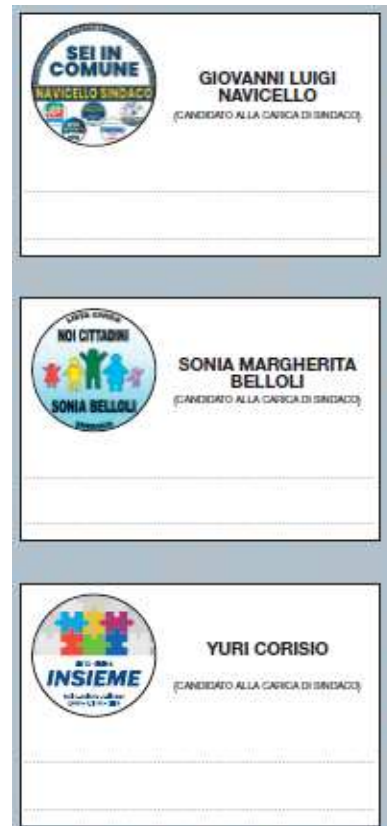 SEI IN
COMUNE
NAVICELLO SINDACO
GIOVANNI LUIGI
NAVICELLO
(CANDIDATO ALLA CARICA DI SINDACO)
LISTA CIVICA
NOI CITTADINI
SONIA BELLOLI
SINDACO
SONIA MARGHERITA
BELLOLI
(CANDIDATO ALLA CARICA DI SINDACO)
INSIEME
YURI CORISIO
(CANDIDATO ALLA CARICA DI SINDACO)